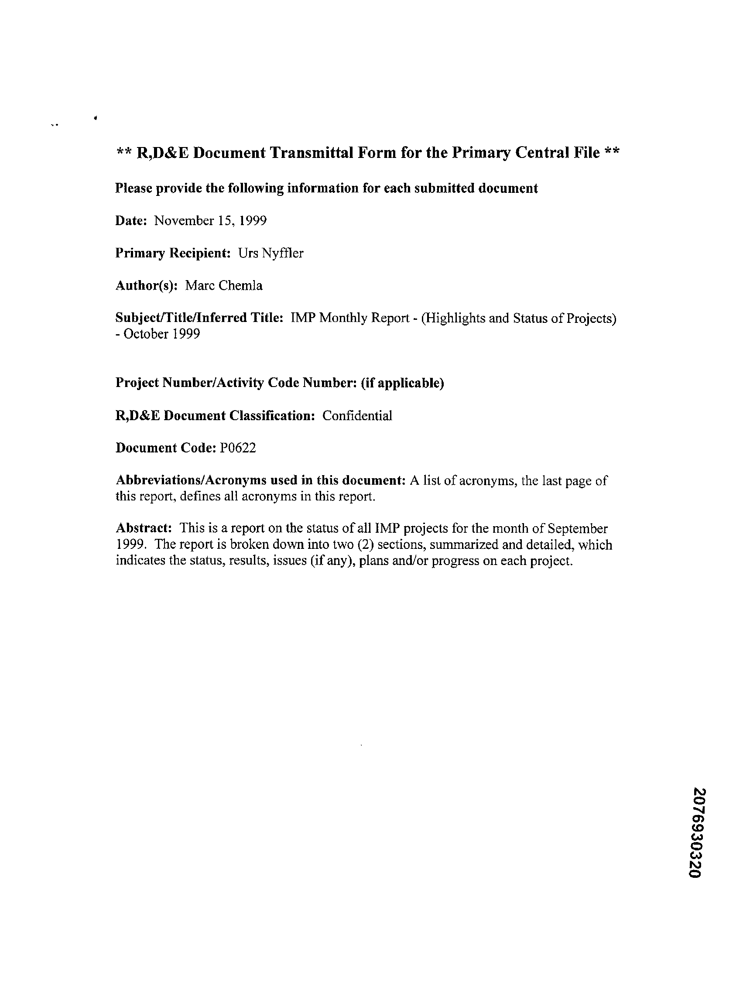 ** R,D&E Document Transmittal Form for the Primary Central File **
Please provide the following information for each submitted document
Date: November 15, 1999
Primary Recipient: Urs Nyffler
Author(s): Marc Chemla
Subject/Title/Inferred Title: IMP Monthly Report - (Highlights and Status of Projects)
- October 1999
Project Number/Activity Code Number: (if applicable)
R,D&E Document Classification: Confidential
Document Code: P0622
Abbreviations/Acronyms used in this document: A list of acronyms, the last page of
this report, defines all acronyms in this report.
Abstract: This is a report on the status of all IMP projects for the month of September
1999. The report is broken down into two (2) sections, summarized and detailed, which
indicates the status, results, issues (if any), plans and/or progress on each project.
2076930320